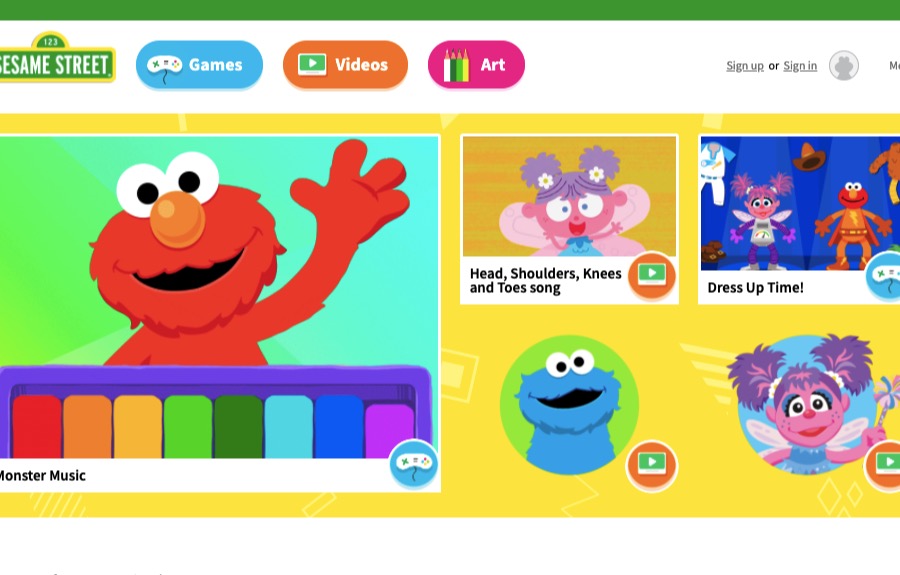 123
SESAME STREET
Games
Videos
Art
Sign up or Sign in
Head, Shoulders, Knees
and Toes song
Dress Up Time!
Monster Music